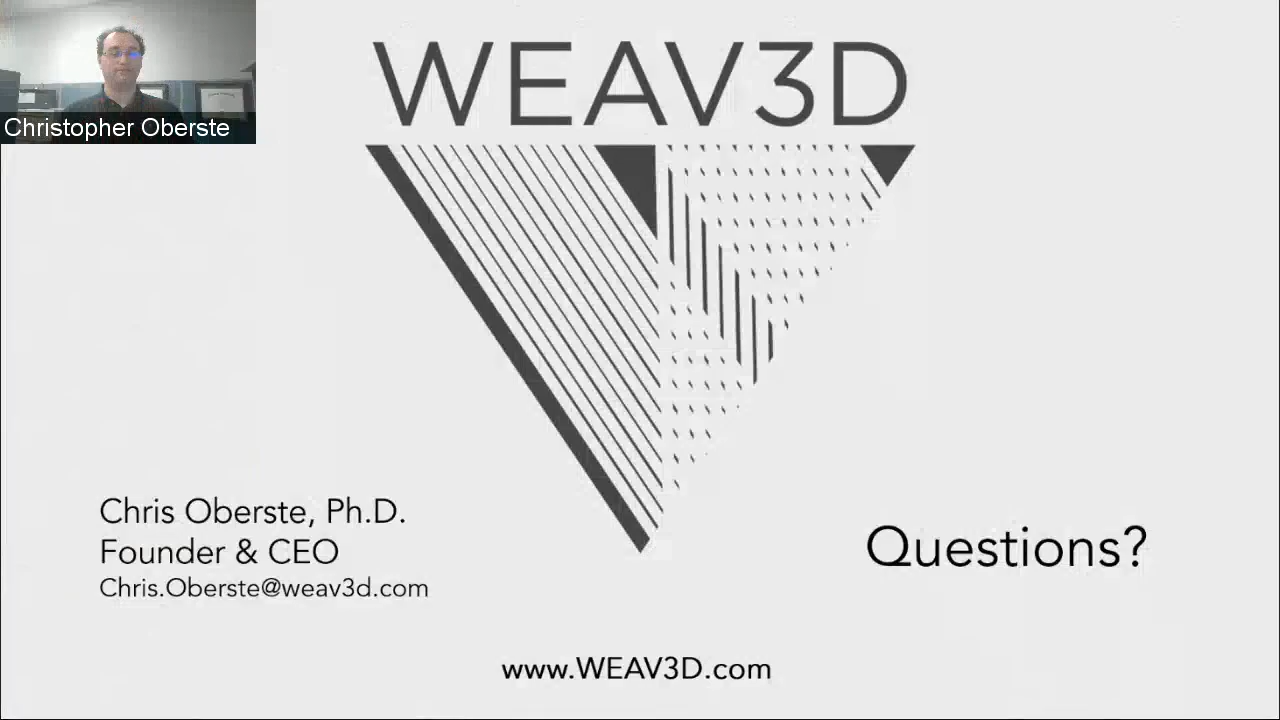 Christopher Oberste
WEAV3D
Chris Oberste, Ph.D.
Founder & CEO
Chris.Oberste@weav3d.com
Questions?
www.WEAV3D.com